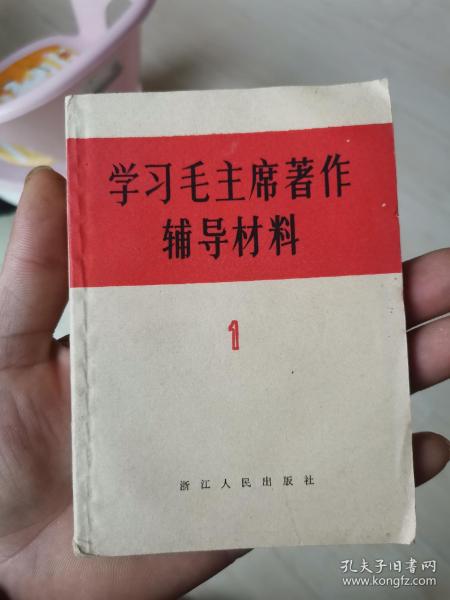 学习毛主席著作
辅导材料
1
浙江人民出版社
孔夫子旧书网
www.kongfz.com